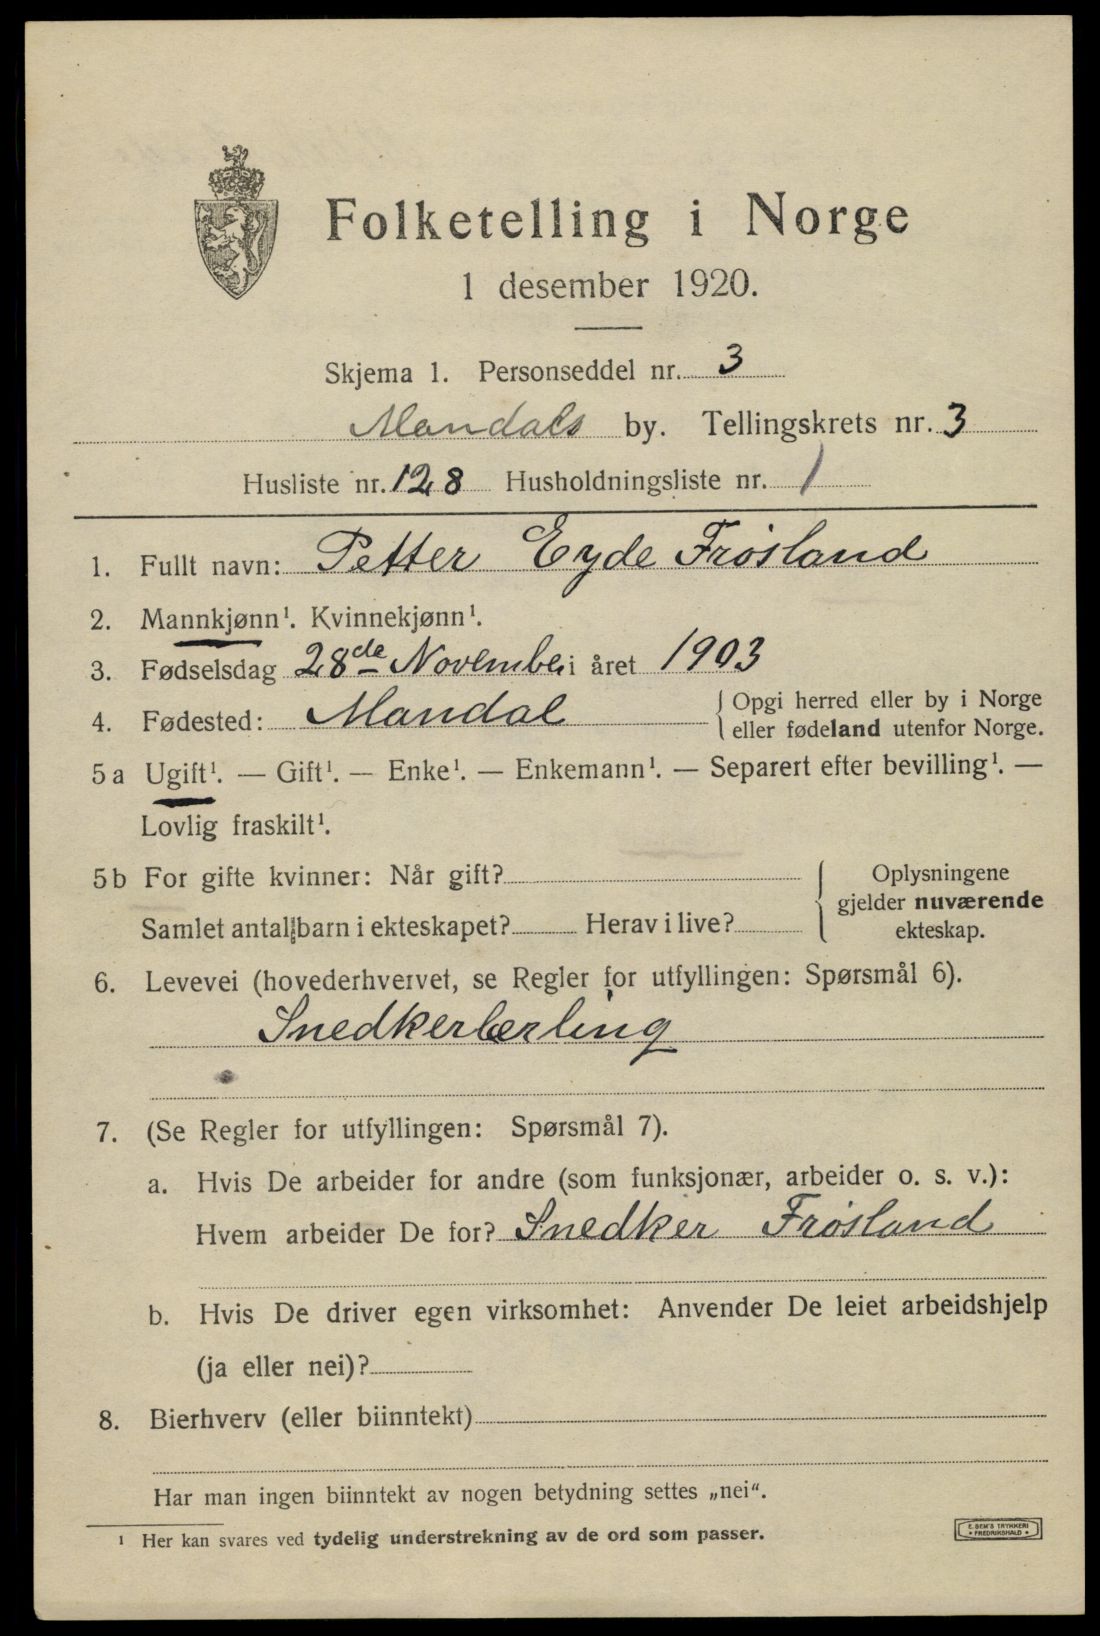 Folketelling i Norge
1 desember 1920.
Skjema 1. Personseddel nr. 3
Mandals by. Tellingskrets nr. 3
Husliste nr. 128 Husholdningsliste nr. 1
1. Fullt navn: Petter Eyde Frøsland
2. Mannkjønn¹. Kvinnekjønn¹.
3. Fødselsdag 28de November i året 1903
4. Fødested: Mandal { Opgi herred eller by i Norge
eller fødeland utenfor Norge.
5 a Ugift¹. — Gift¹. — Enke¹. — Enkemann¹. — Separert efter bevilling¹. —
Lovlig fraskilt¹.
5 b For gifte kvinner: Når gift?
Samlet antal barn i ekteskapet? Herav i live?
{ Oplysningene
gjelder nuværende
ekteskap.
6. Levevei (hovederhvervet, se Regler for utfyllingen: Spørsmål 6).
Snedkerlærling
7. (Se Regler for utfyllingen: Spørsmål 7).
a. Hvis De arbeider for andre (som funksjonær, arbeider o. s. v.):
Hvem arbeider De for? Snedker Frøsland
b. Hvis De driver egen virksomhet: Anvender De leiet arbeidshjelp
(ja eller nei)?
8. Bierhverv (eller biinntekt)
Har man ingen biinntekt av nogen betydning settes „nei“.
¹ Her kan svares ved tydelig understrekning av de ord som passer.
E. SEM'S TRYKKERI
• FREDRIKSHALD •